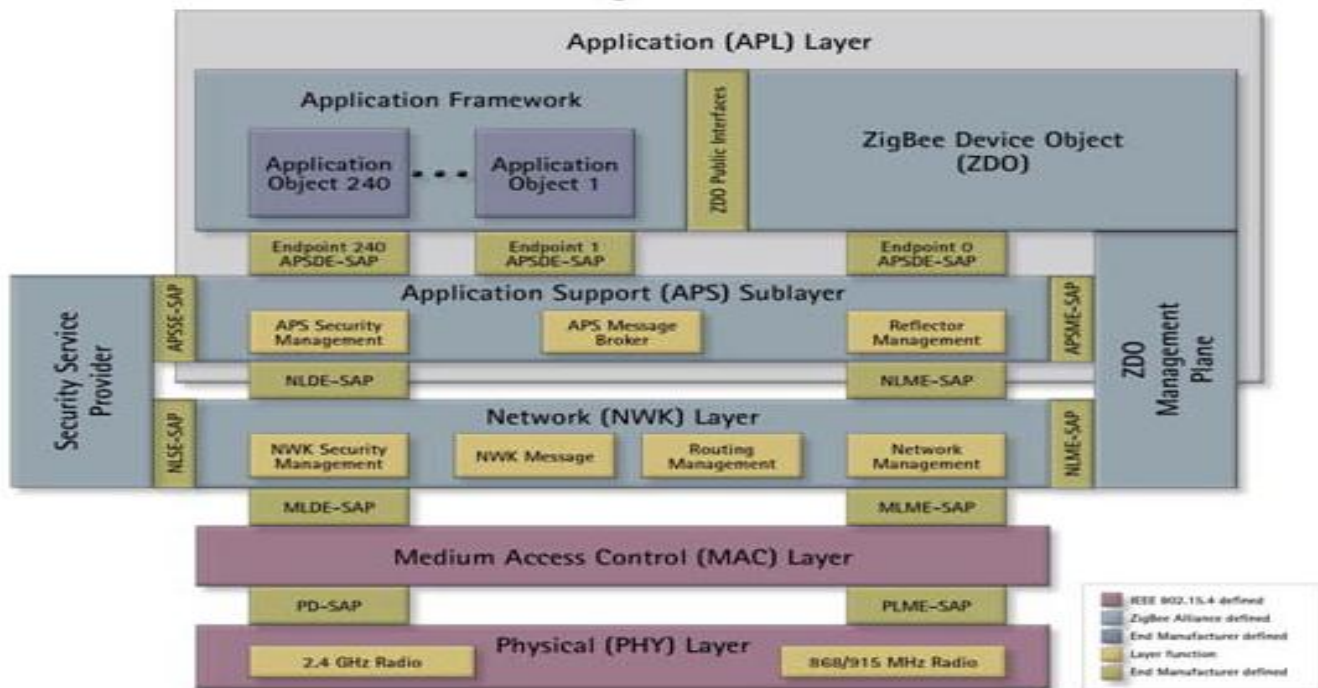 Application (APL) Layer
Application Framework
Application
Object 240
Application
Object 1
ZDO Public Interfaces
ZigBee Device Object
(ZDO)
Endpoint 240
APSDE-SAP
Endpoint 1
APSDE-SAP
Endpoint 0
APSDE-SAP
Security Service
Provider
APSSE-SAP
Application Support (APS) Sublayer
APS Security
Management
APS Message
Broker
Reflector
Management
APSME-SAP
ZDO
Management
Plane
NLDE-SAP
NLME-SAP
NLSE-SAP
Network (NWK) Layer
NWK Security
Management
NWK Message
Routing
Management
Network
Management
NLME-SAP
MLDE-SAP
MLME-SAP
Medium Access Control (MAC) Layer
PD-SAP
PLME-SAP
Physical (PHY) Layer
2.4 GHz Radio
868/915 MHz Radio
IEEE 802.15.4 defined
ZigBee Alliance defined
End Manufacturer defined
Layer function
End Manufacturer defined